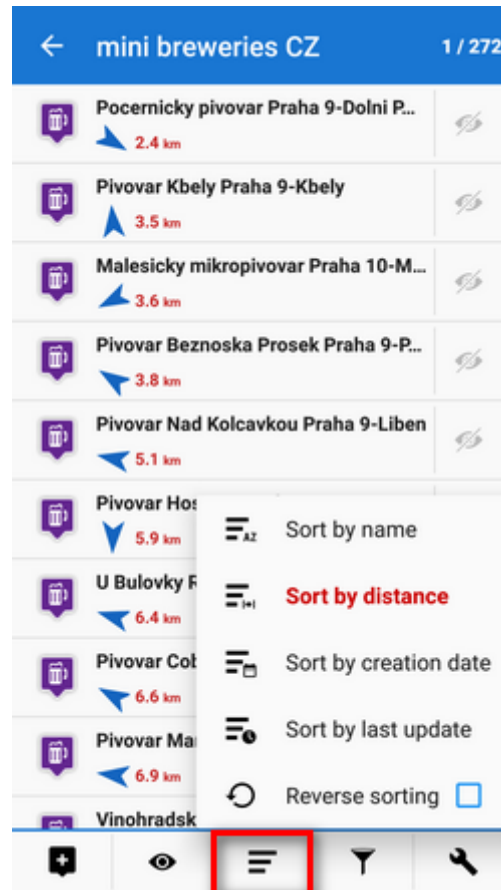 mini breweries CZ
1 / 272
Pocernicky pivovar Praha 9-Dolni P...
2.4 km
Pivovar Kbely Praha 9-Kbely
3.5 km
Malesicky mikropivovar Praha 10-M...
3.6 km
Pivovar Beznoska Prosek Praha 9-P...
3.8 km
Pivovar Nad Kolcavkou Praha 9-Liben
5.1 km
Pivovar Hos
5.9 km
U Bulovky R
6.4 km
Pivovar Cob
6.6 km
Pivovar Mar
6.9 km
Vinohradsk
AZ Sort by name
Sort by distance
Sort by creation date
Sort by last update
Reverse sorting